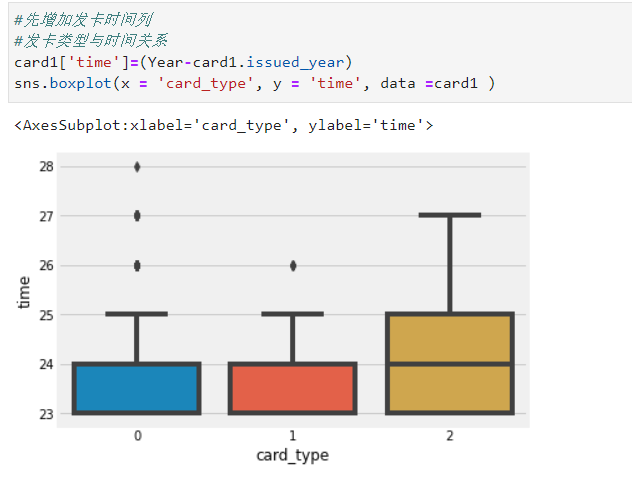 #先增加发卡时间列
#发卡类型与时间关系
card1['time']=(Year-card1.issued_year)
sns.boxplot(x = 'card_type', y = 'time', data =card1 )
<AxesSubplot:xlabel='card_type', ylabel='time'>
28
27
26
25
24
23
time
0 1 2
card_type